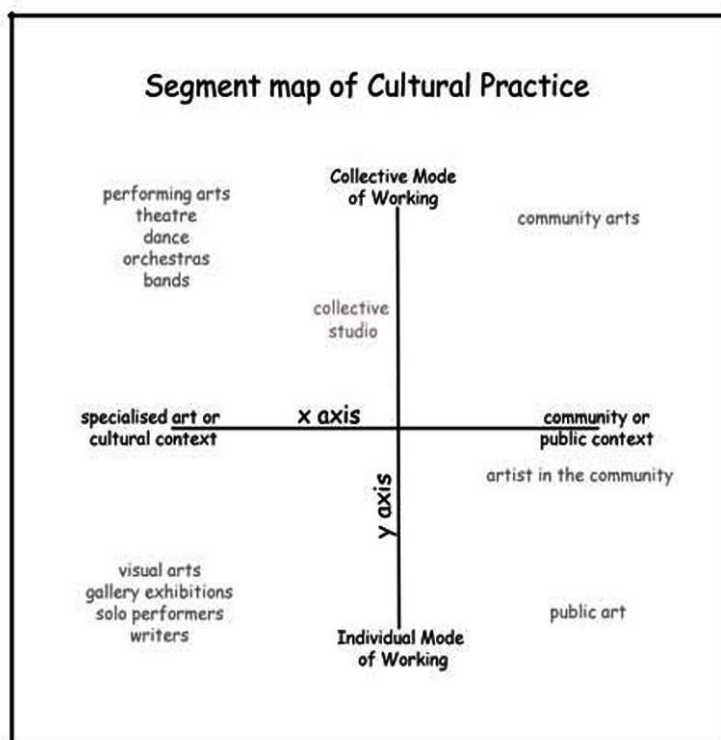 Segment map of Cultural Practice
Collective Mode
of Working
performing arts
theatre
dance
orchestras
bands
community arts
collective
studio
specialised art or
cultural context
x axis
community or
public context
artist in the community
y axis
visual arts
gallery exhibitions
solo performers
writers
public art
Individual Mode
of Working